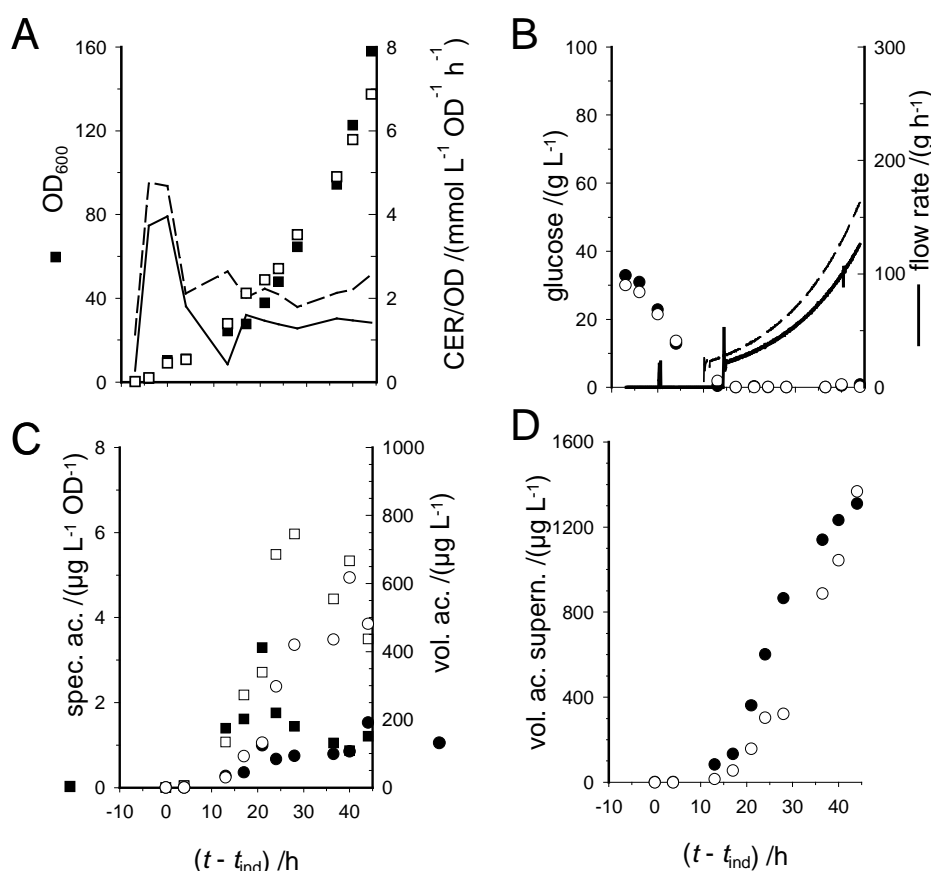 A
160
120
80
40
0
OD600
8
6
4
2
0
CER/OD /(mmol L-1 OD-1 h-1)
B
100
80
60
40
20
0
glucose /(g L-1)
300
200
100
0
flow rate /(g h-1)
C
8
6
4
2
0
spec. ac. /(µg L-1 OD-1)
1000
800
600
400
200
0
vol. ac. /(µg L-1)
-10 0 10 20 30 40
(t - tind) /h
D
1600
1200
800
400
0
vol. ac. supern. /(µg L-1)
-10 0 10 20 30 40
(t - tind) /h